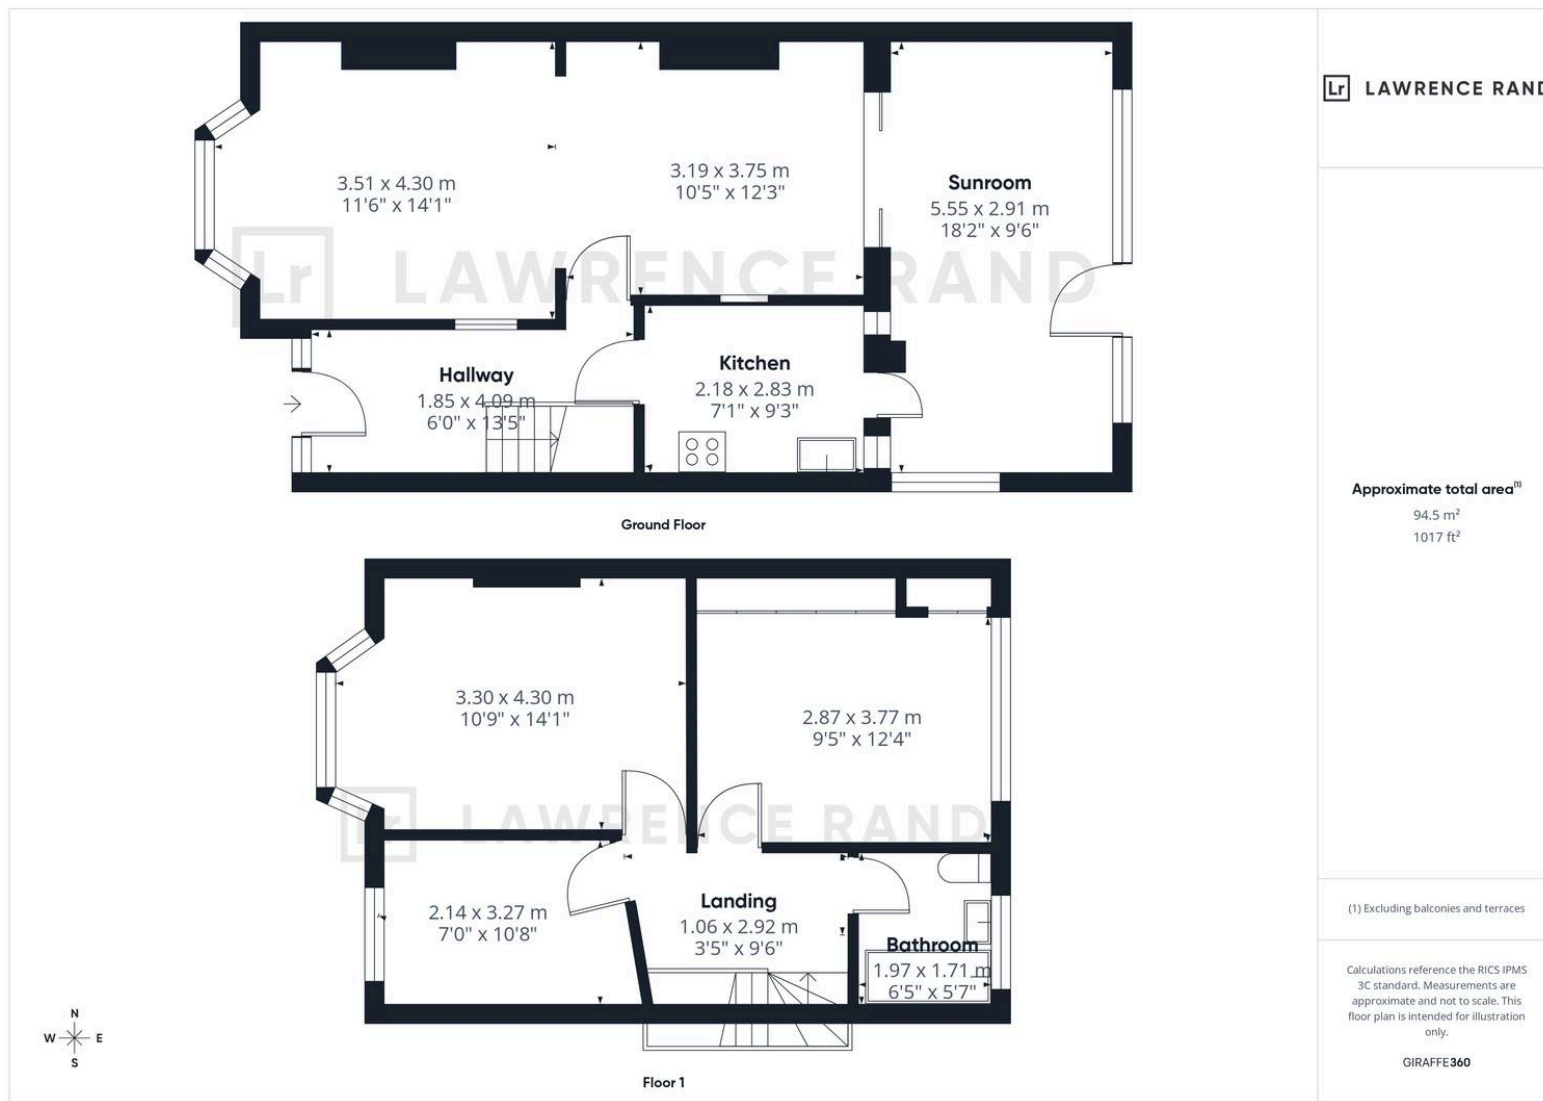 3.51 x 4.30 m
11'6" x 14'1"
3.19 x 3.75 m
10'5" x 12'3"
Sunroom
5.55 x 2.91 m
18'2" x 9'6"
Lr LAWRENCE RAND
Hallway
1.85 x 4.09 m
6'0" x 13'5"
Kitchen
2.18 x 2.83 m
7'1" x 9'3"
Ground Floor
3.30 x 4.30 m
10'9" x 14'1"
2.87 x 3.77 m
9'5" x 12'4"
Lr LAWRENCE RAND
2.14 x 3.27 m
7'0" x 10'8"
Landing
1.06 x 2.92 m
3'5" x 9'6"
Bathroom
1.97 x 1.71 m
6'5" x 5'7"
Floor 1
N
W E
S
Lr LAWRENCE RAND
Approximate total area(1)
94.5 m²
1017 ft²
(1) Excluding balconies and terraces
Calculations reference the RICS IPMS
3C standard. Measurements are
approximate and not to scale. This
floor plan is intended for illustration
only.
GIRAFFE360